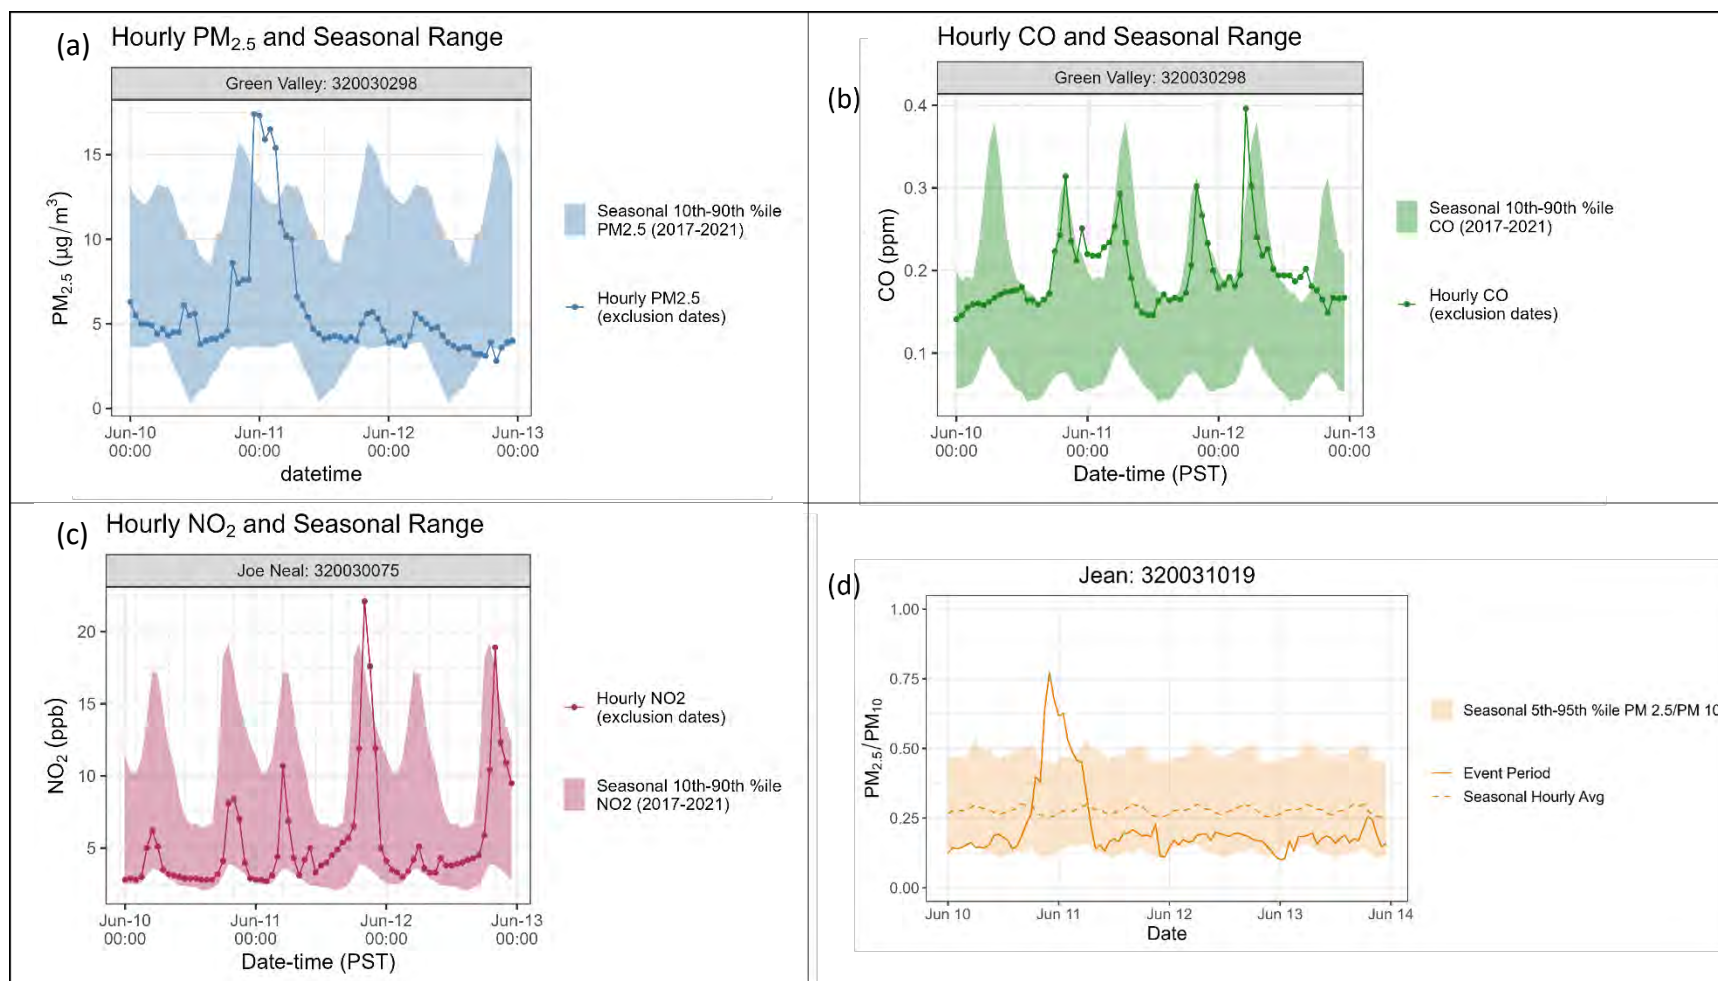 (a)
Hourly PM2.5 and Seasonal Range
Green Valley: 320030298
15
10
5
0
PM2.5 (µg/m³)
Jun-10 00:00
Jun-11 00:00
Jun-12 00:00
Jun-13 00:00
datetime
Seasonal 10th-90th %ile
PM2.5 (2017-2021)
Hourly PM2.5
(exclusion dates)
(b)
Hourly CO and Seasonal Range
Green Valley: 320030298
0.4
0.3
0.2
0.1
CO (ppm)
Jun-10 00:00
Jun-11 00:00
Jun-12 00:00
Jun-13 00:00
Date-time (PST)
Seasonal 10th-90th %ile
CO (2017-2021)
Hourly CO
(exclusion dates)
(c)
Hourly NO2 and Seasonal Range
Joe Neal: 320030075
20
15
10
5
NO2 (ppb)
Jun-10 00:00
Jun-11 00:00
Jun-12 00:00
Jun-13 00:00
Date-time (PST)
Hourly NO2
(exclusion dates)
Seasonal 10th-90th %ile
NO2 (2017-2021)
(d)
Jean: 320031019
1.00
0.75
0.50
0.25
0.00
PM2.5/PM10
Jun 10
Jun 11
Jun 12
Jun 13
Jun 14
Date
Seasonal 5th-95th %ile PM 2.5/PM 10
Event Period
Seasonal Hourly Avg